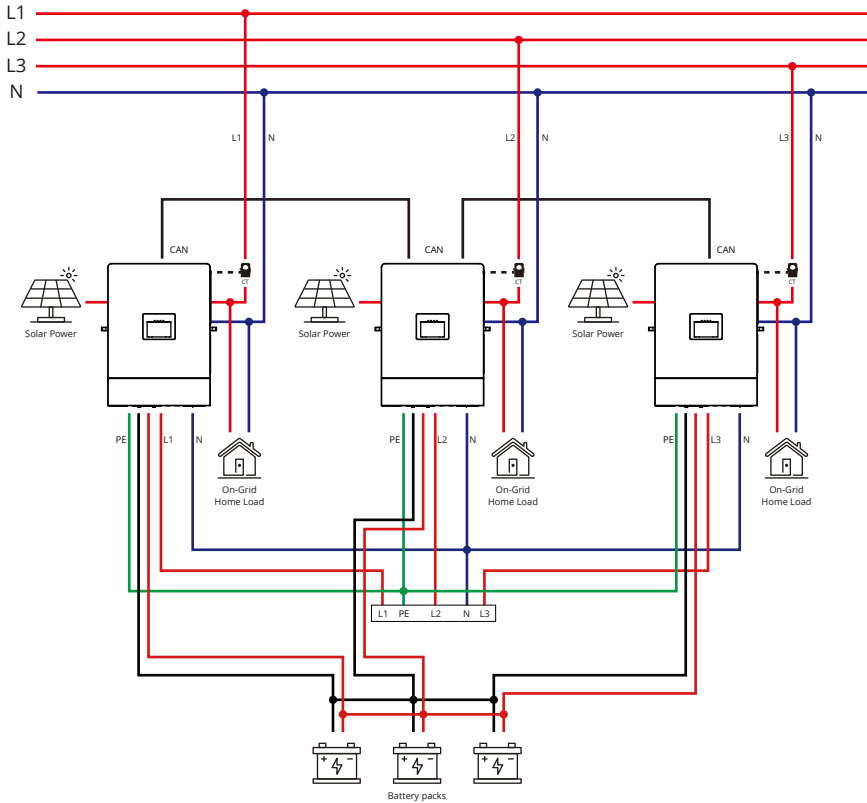 L1
L2
L3
N
L1
N
L2
N
L3
N
CAN
CAN
CAN
CT
CT
CT
Solar Power
Solar Power
Solar Power
PE
L1
N
PE
L2
N
PE
L3
N
On-Grid
Home Load
On-Grid
Home Load
On-Grid
Home Load
L1 PE L2 N L3
+ −
+ −
+ −
Battery packs